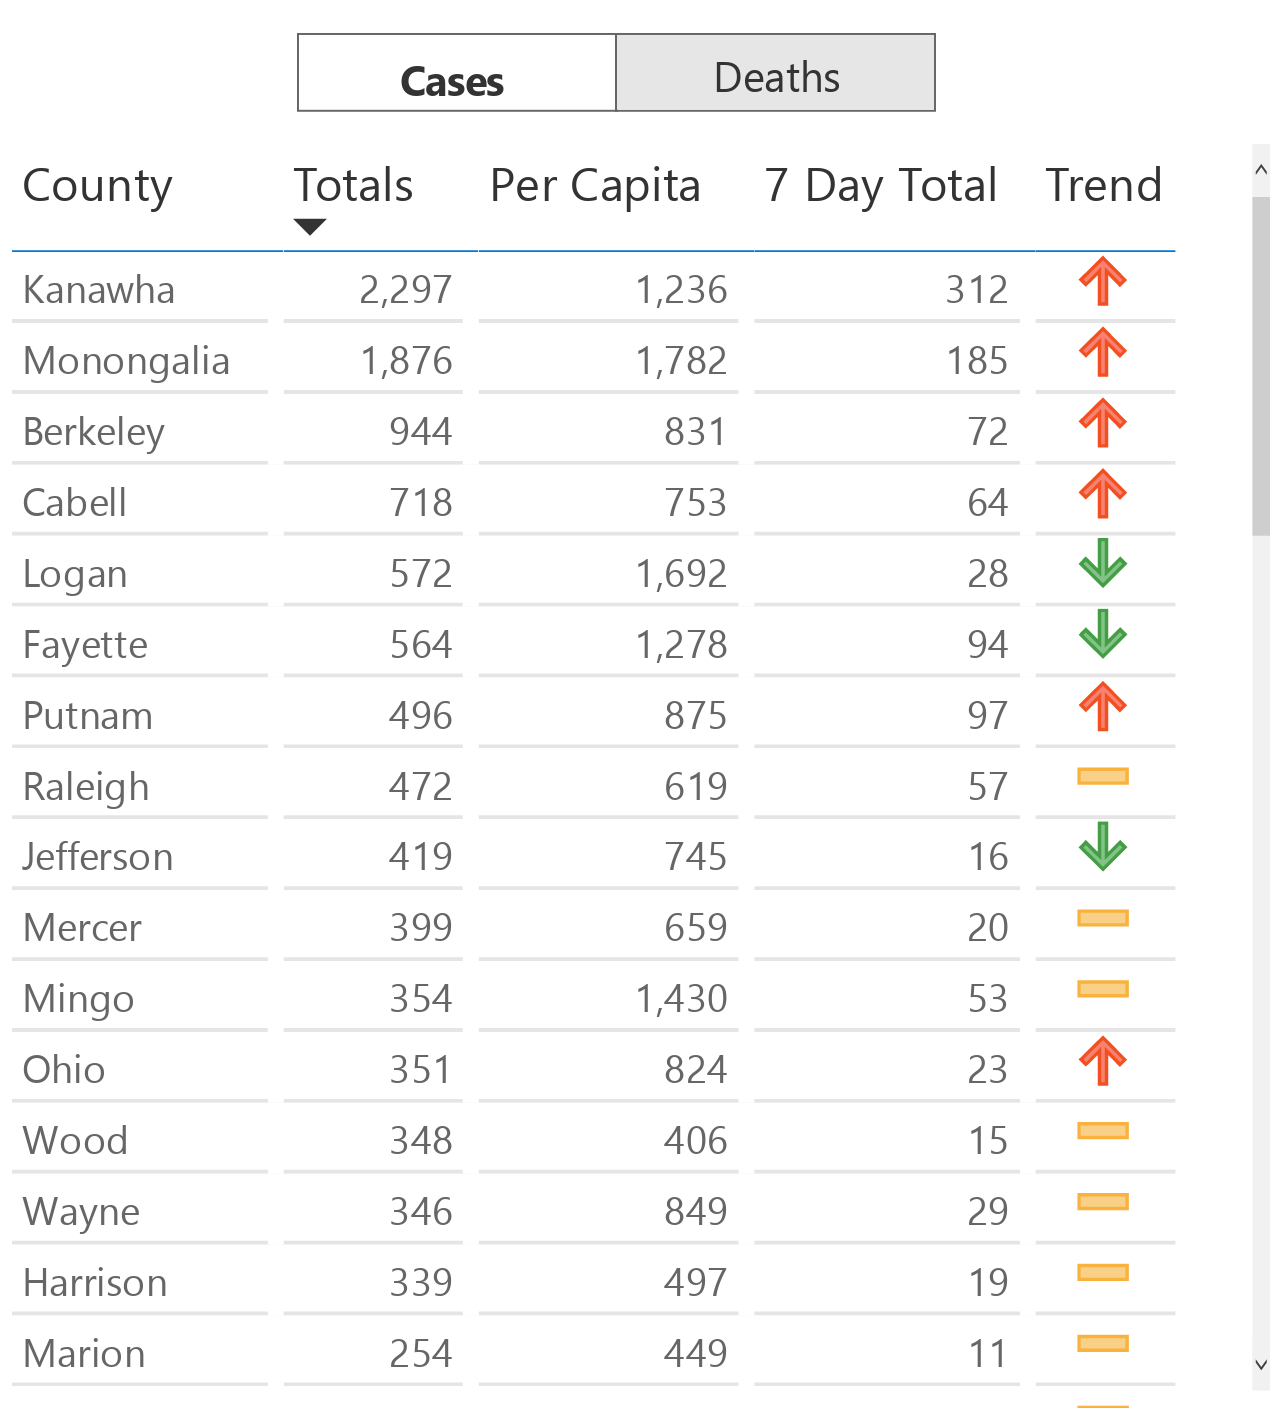 Cases Deaths
County Totals Per Capita 7 Day Total Trend
Kanawha 2,297 1,236 312
Monongalia 1,876 1,782 185
Berkeley 944 831 72
Cabell 718 753 64
Logan 572 1,692 28
Fayette 564 1,278 94
Putnam 496 875 97
Raleigh 472 619 57
Jefferson 419 745 16
Mercer 399 659 20
Mingo 354 1,430 53
Ohio 351 824 23
Wood 348 406 15
Wayne 346 849 29
Harrison 339 497 19
Marion 254 449 11